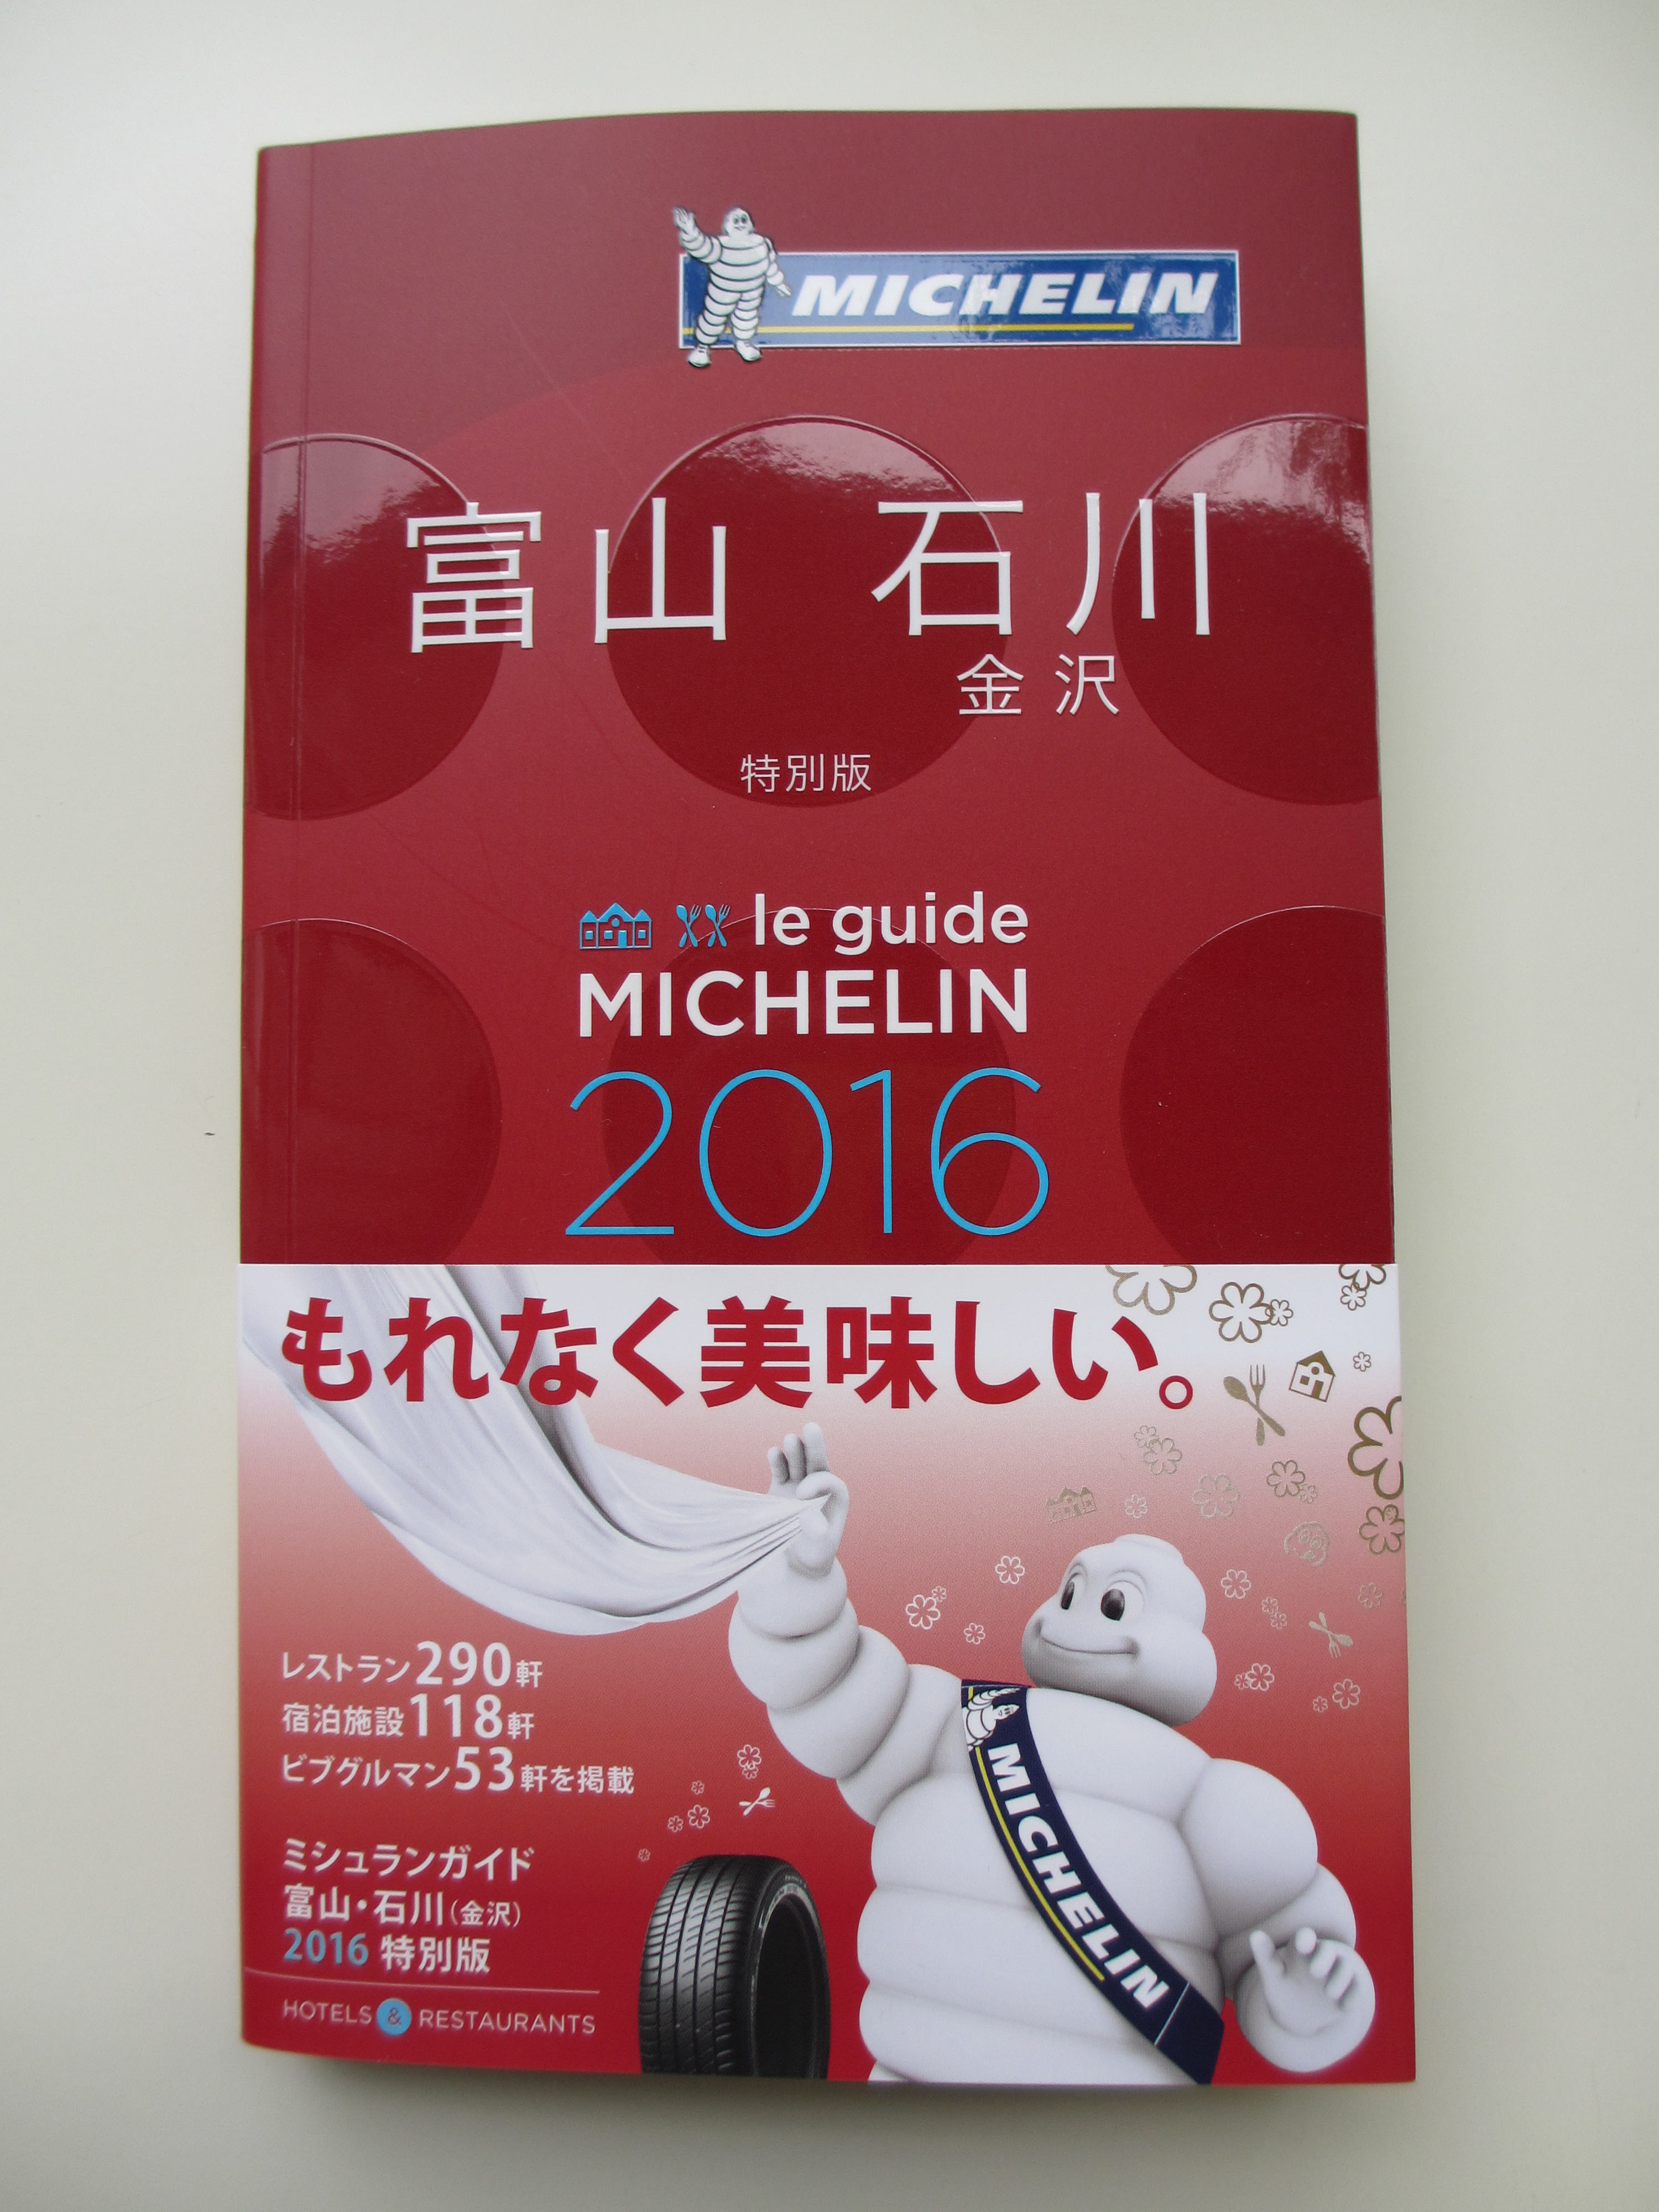 MICHELIN
富山 石川
金沢
特別版
le guide
MICHELIN
2016
もれなく美味しい。
レストラン290軒
宿泊施設118軒
ビブグルマン53軒を掲載
ミシュランガイド
富山・石川(金沢)
2016 特別版
HOTELS & RESTAURANTS
MICHELIN